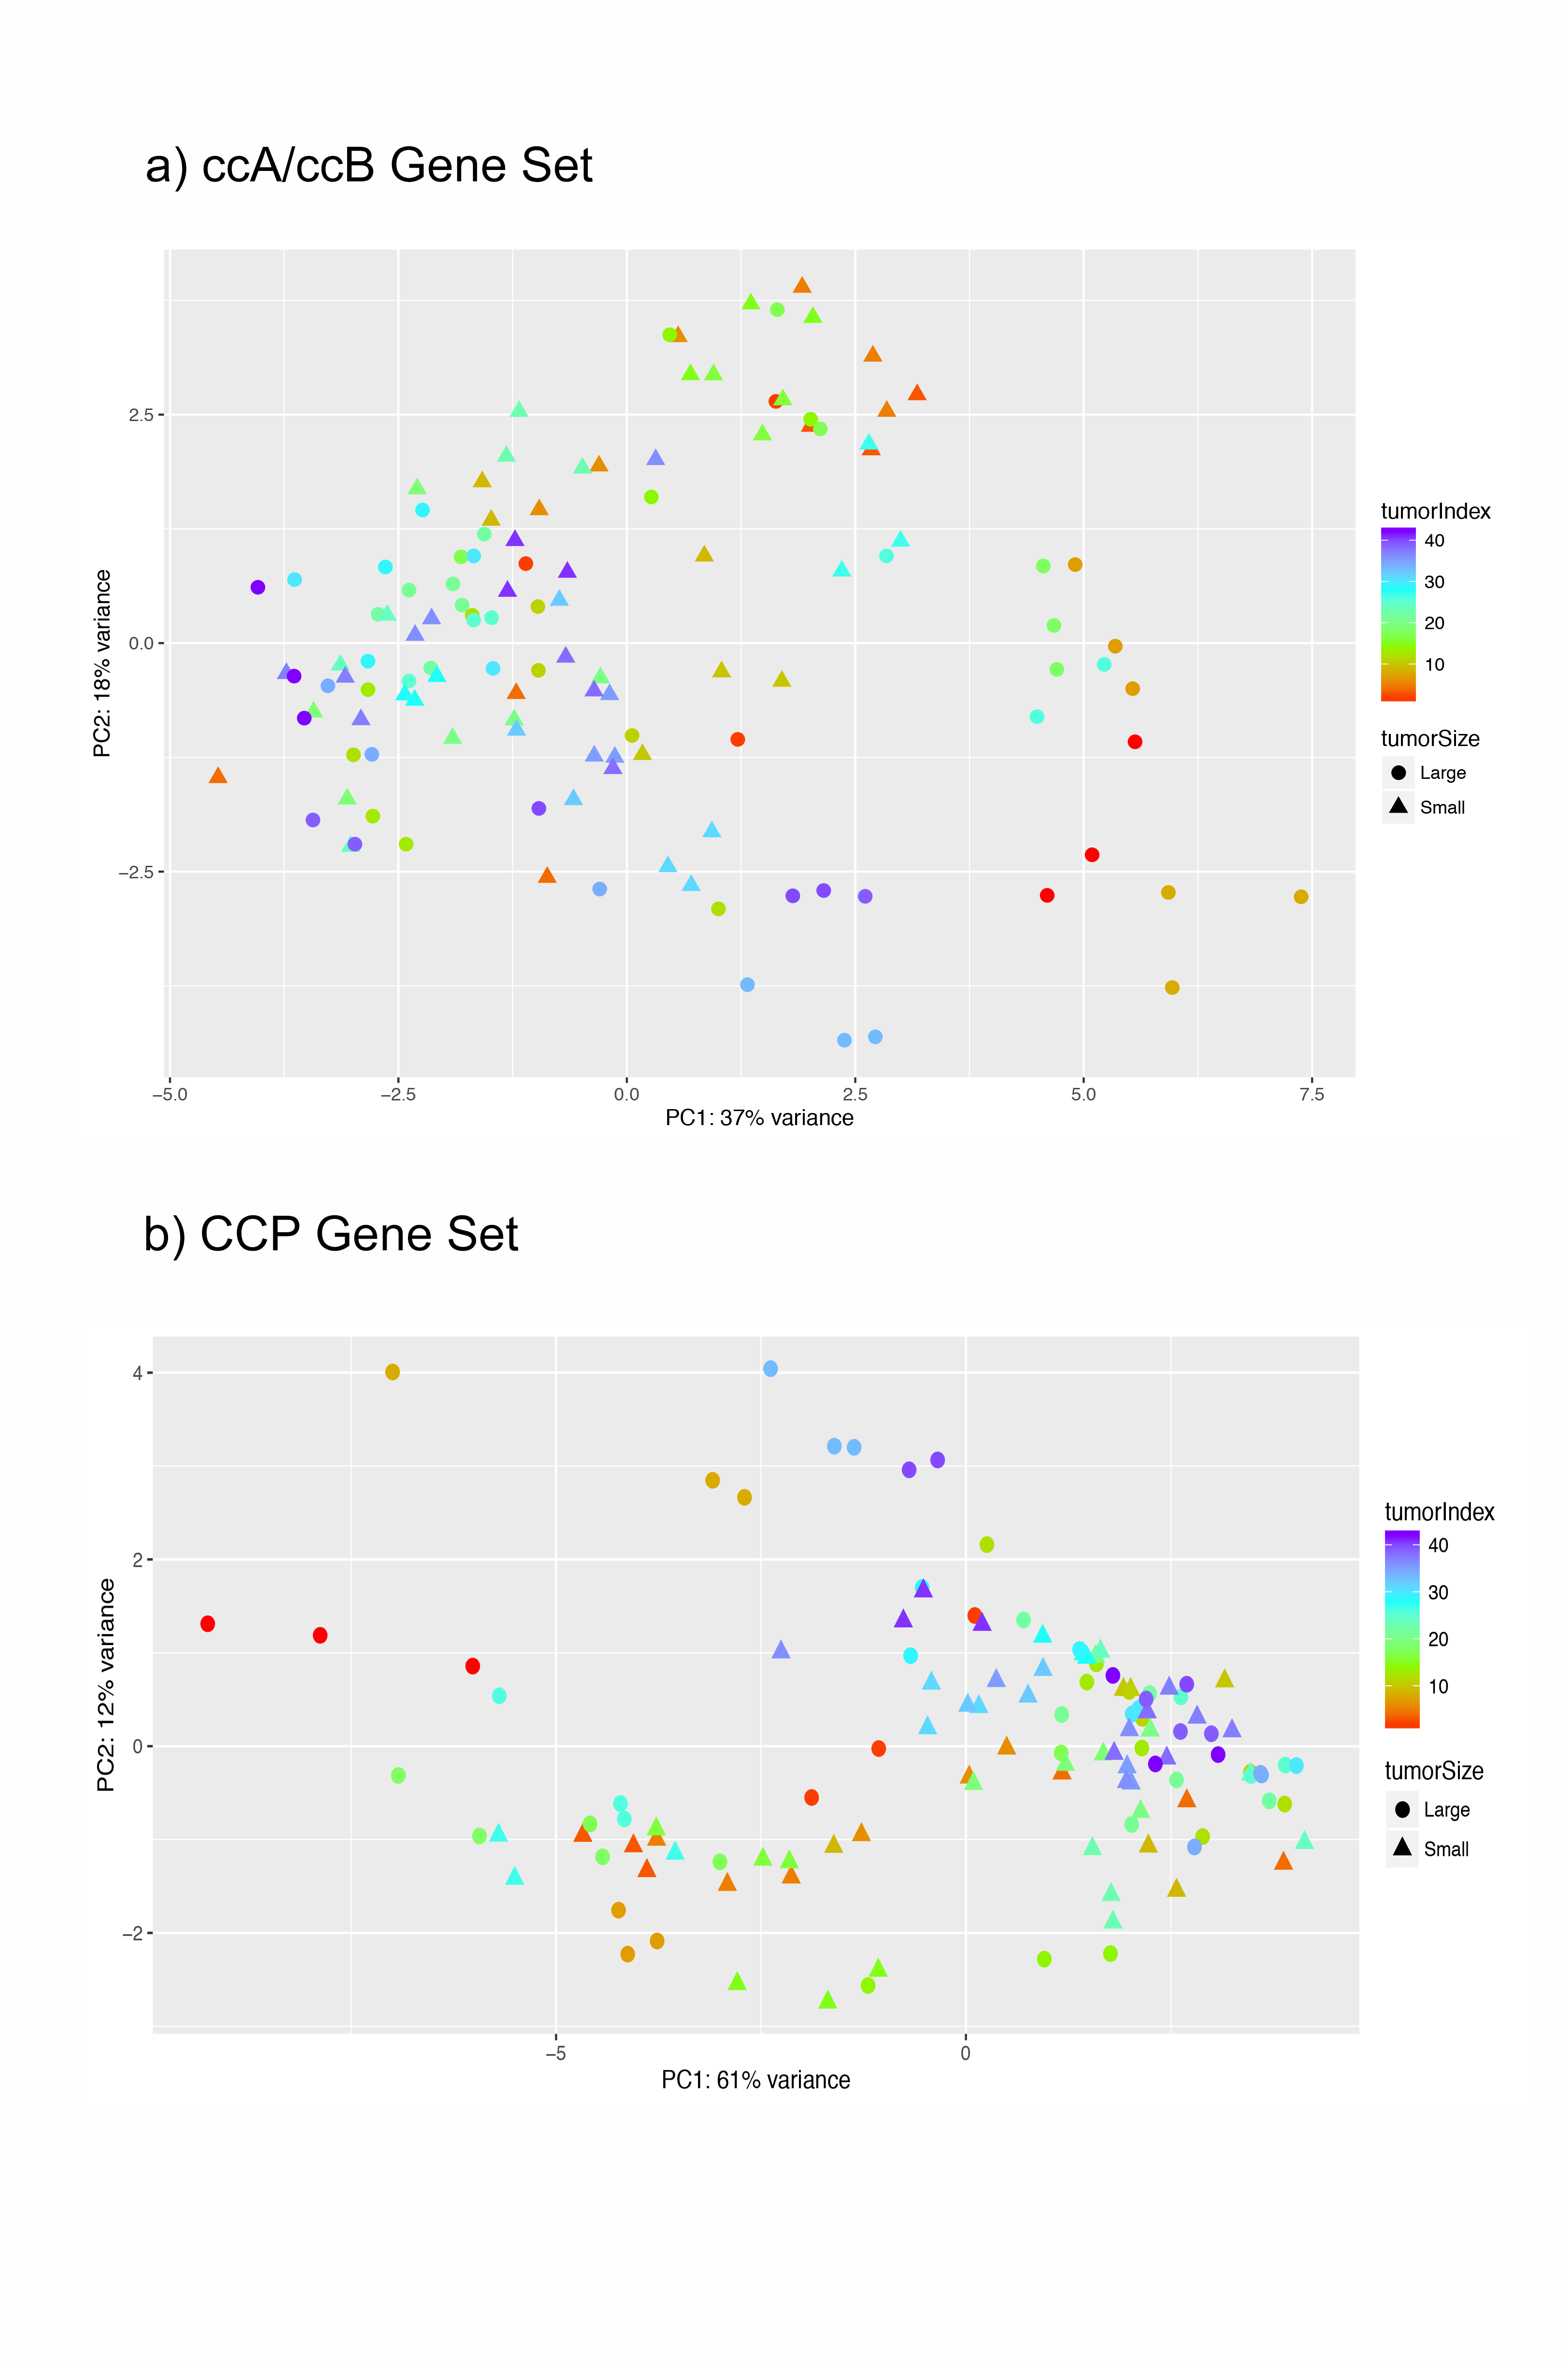 a) ccA/ccB Gene Set
2.5
0.0
−2.5
PC2: 18% variance
−5.0 −2.5 0.0 2.5 5.0 7.5
PC1: 37% variance
tumorIndex
40
30
20
10
tumorSize
Large
Small
b) CCP Gene Set
4
2
0
−2
PC2: 12% variance
−5 0
PC1: 61% variance
tumorIndex
40
30
20
10
tumorSize
Large
Small